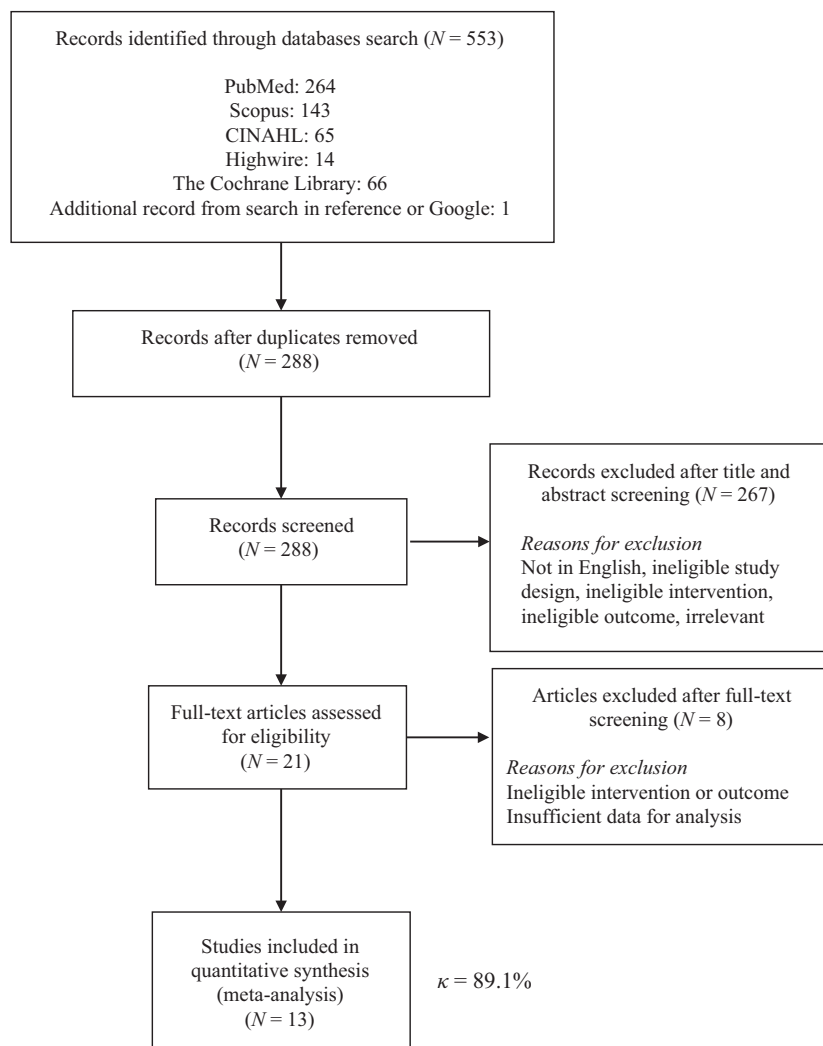 Records identified through databases search (N = 553)
PubMed: 264
Scopus: 143
CINAHL: 65
Highwire: 14
The Cochrane Library: 66
Additional record from search in reference or Google: 1
Records after duplicates removed
(N = 288)
Records screened
(N = 288)
Records excluded after title and
abstract screening (N = 267)
Reasons for exclusion
Not in English, ineligible study
design, ineligible intervention,
ineligible outcome, irrelevant
Full-text articles assessed
for eligibility
(N = 21)
Articles excluded after full-text
screening (N = 8)
Reasons for exclusion
Ineligible intervention or outcome
Insufficient data for analysis
Studies included in
quantitative synthesis
(meta-analysis)
(N = 13)
κ = 89.1%